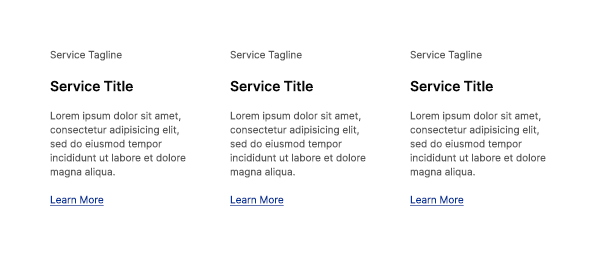 Service Tagline
Service Title
Lorem ipsum dolor sit amet,
consectetur adipisicing elit,
sed do eiusmod tempor
incididunt ut labore et dolore
magna aliqua.
Learn More
Service Tagline
Service Title
Lorem ipsum dolor sit amet,
consectetur adipisicing elit,
sed do eiusmod tempor
incididunt ut labore et dolore
magna aliqua.
Learn More
Service Tagline
Service Title
Lorem ipsum dolor sit amet,
consectetur adipisicing elit,
sed do eiusmod tempor
incididunt ut labore et dolore
magna aliqua.
Learn More